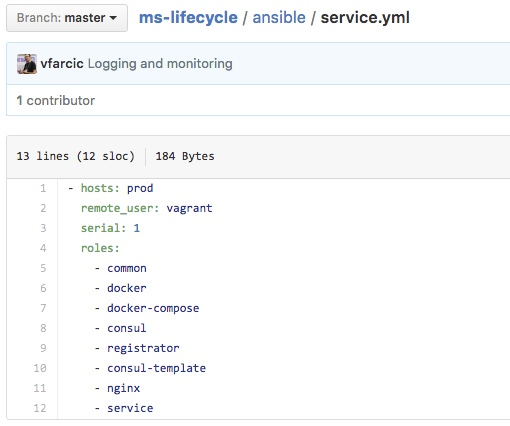 Branch: master ms-lifecycle / ansible / service.yml
vfarcic Logging and monitoring
1 contributor
13 lines (12 sloc) 184 Bytes
1 - hosts: prod
2 remote_user: vagrant
3 serial: 1
4 roles:
5 - common
6 - docker
7 - docker-compose
8 - consul
9 - registrator
10 - consul-template
11 - nginx
12 - service